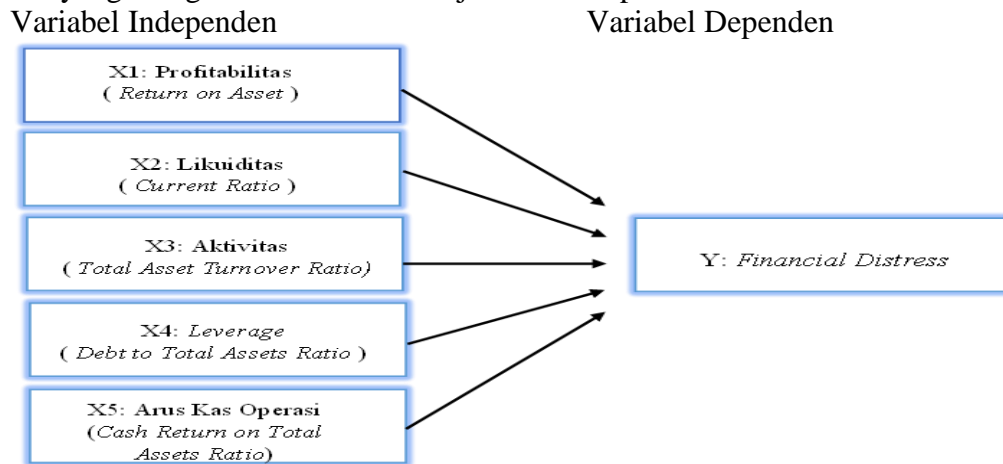 Variabel Independen
Variabel Dependen
X1: Profitabilitas
( Return on Asset )
X2: Likuiditas
( Current Ratio )
X3: Aktivitas
( Total Asset Turnover Ratio)
X4: Leverage
( Debt to Total Assets Ratio )
X5: Arus Kas Operasi
(Cash Return on Total
Assets Ratio)
Y: Financial Distress